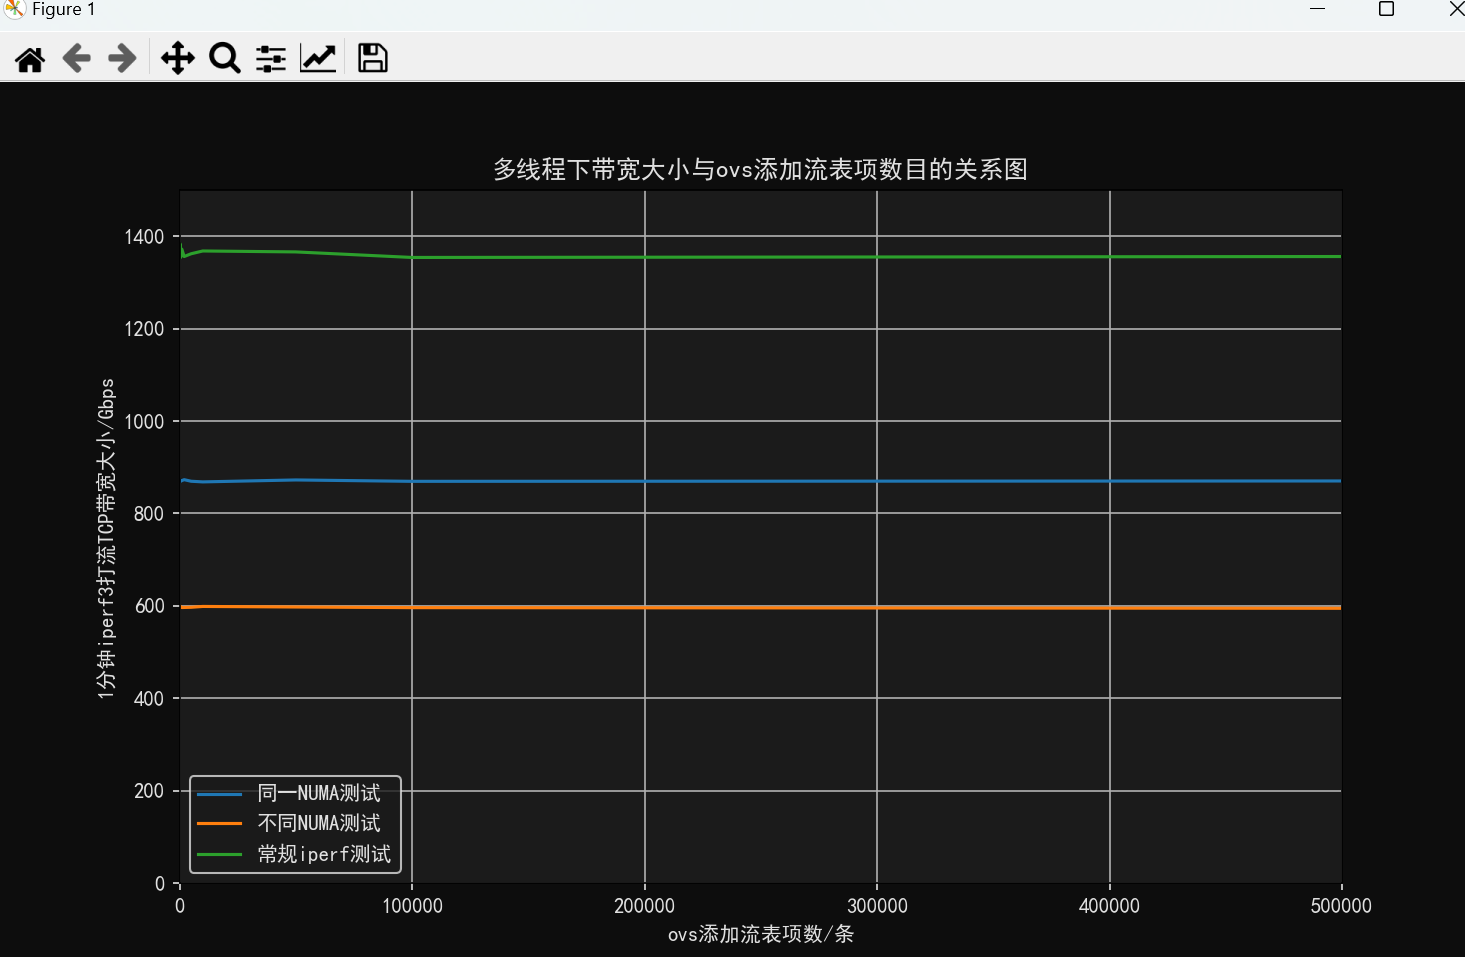 Figure 1
多线程下带宽大小与ovs添加流表项数目的关系图
1400
1200
1000
800
600
400
200
0
1分钟iperf3打流TCP带宽大小/Gbps
同一NUMA测试
不同NUMA测试
常规iperf测试
0
100000
200000
300000
400000
500000
ovs添加流表项数/条